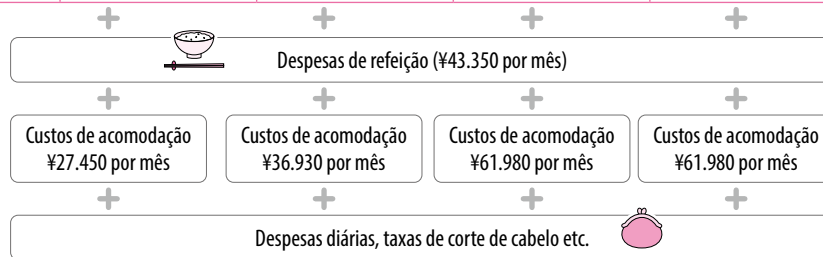 Despesas de refeição (¥43.350 por mês)
Custos de acomodação
¥27.450 por mês
Custos de acomodação
¥36.930 por mês
Custos de acomodação
¥61.980 por mês
Custos de acomodação
¥61.980 por mês
Despesas diárias, taxas de corte de cabelo etc.